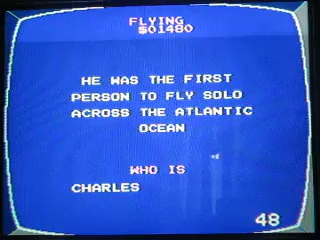 FLYING
$01480
HE WAS THE FIRST
PERSON TO FLY SOLO
ACROSS THE ATLANTIC
OCEAN
WHO IS
CHARLES
48